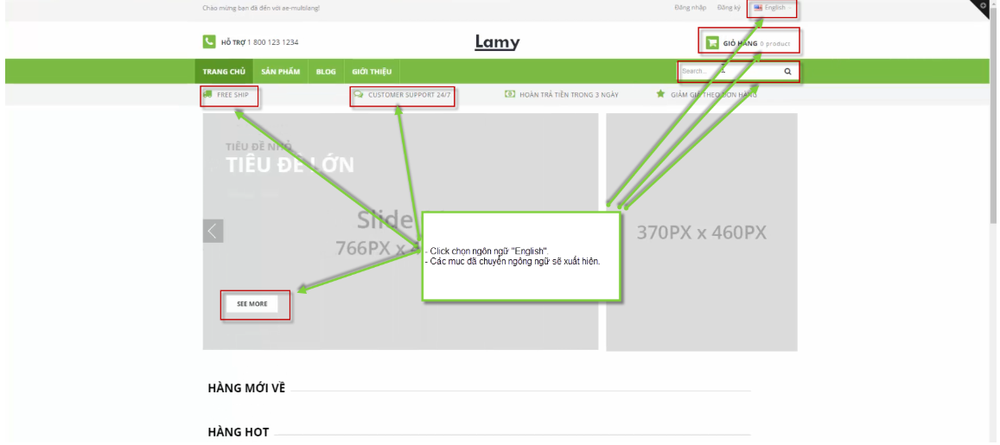 Chào mừng bạn đã đến với ae-multilang!
Đăng nhập Đăng ký English
HỖ TRỢ 1 800 123 1234
Lamy
GIỎ HÀNG 0 product
TRANG CHỦ SẢN PHẨM BLOG GIỚI THIỆU
Search...
FREE SHIP CUSTOMER SUPPORT 24/7 HOÀN TRẢ TIỀN TRONG 3 NGÀY GIẢM GIÁ THEO ĐƠN HÀNG
TIÊU ĐỀ NHỎ
TIÊU ĐỀ LỚN
Slide
766PX x
370PX x 460PX
- Click chọn ngôn ngữ "English".
- Các mục đã chuyển ngông ngữ sẽ xuất hiện.
SEE MORE
HÀNG MỚI VỀ
HÀNG HOT